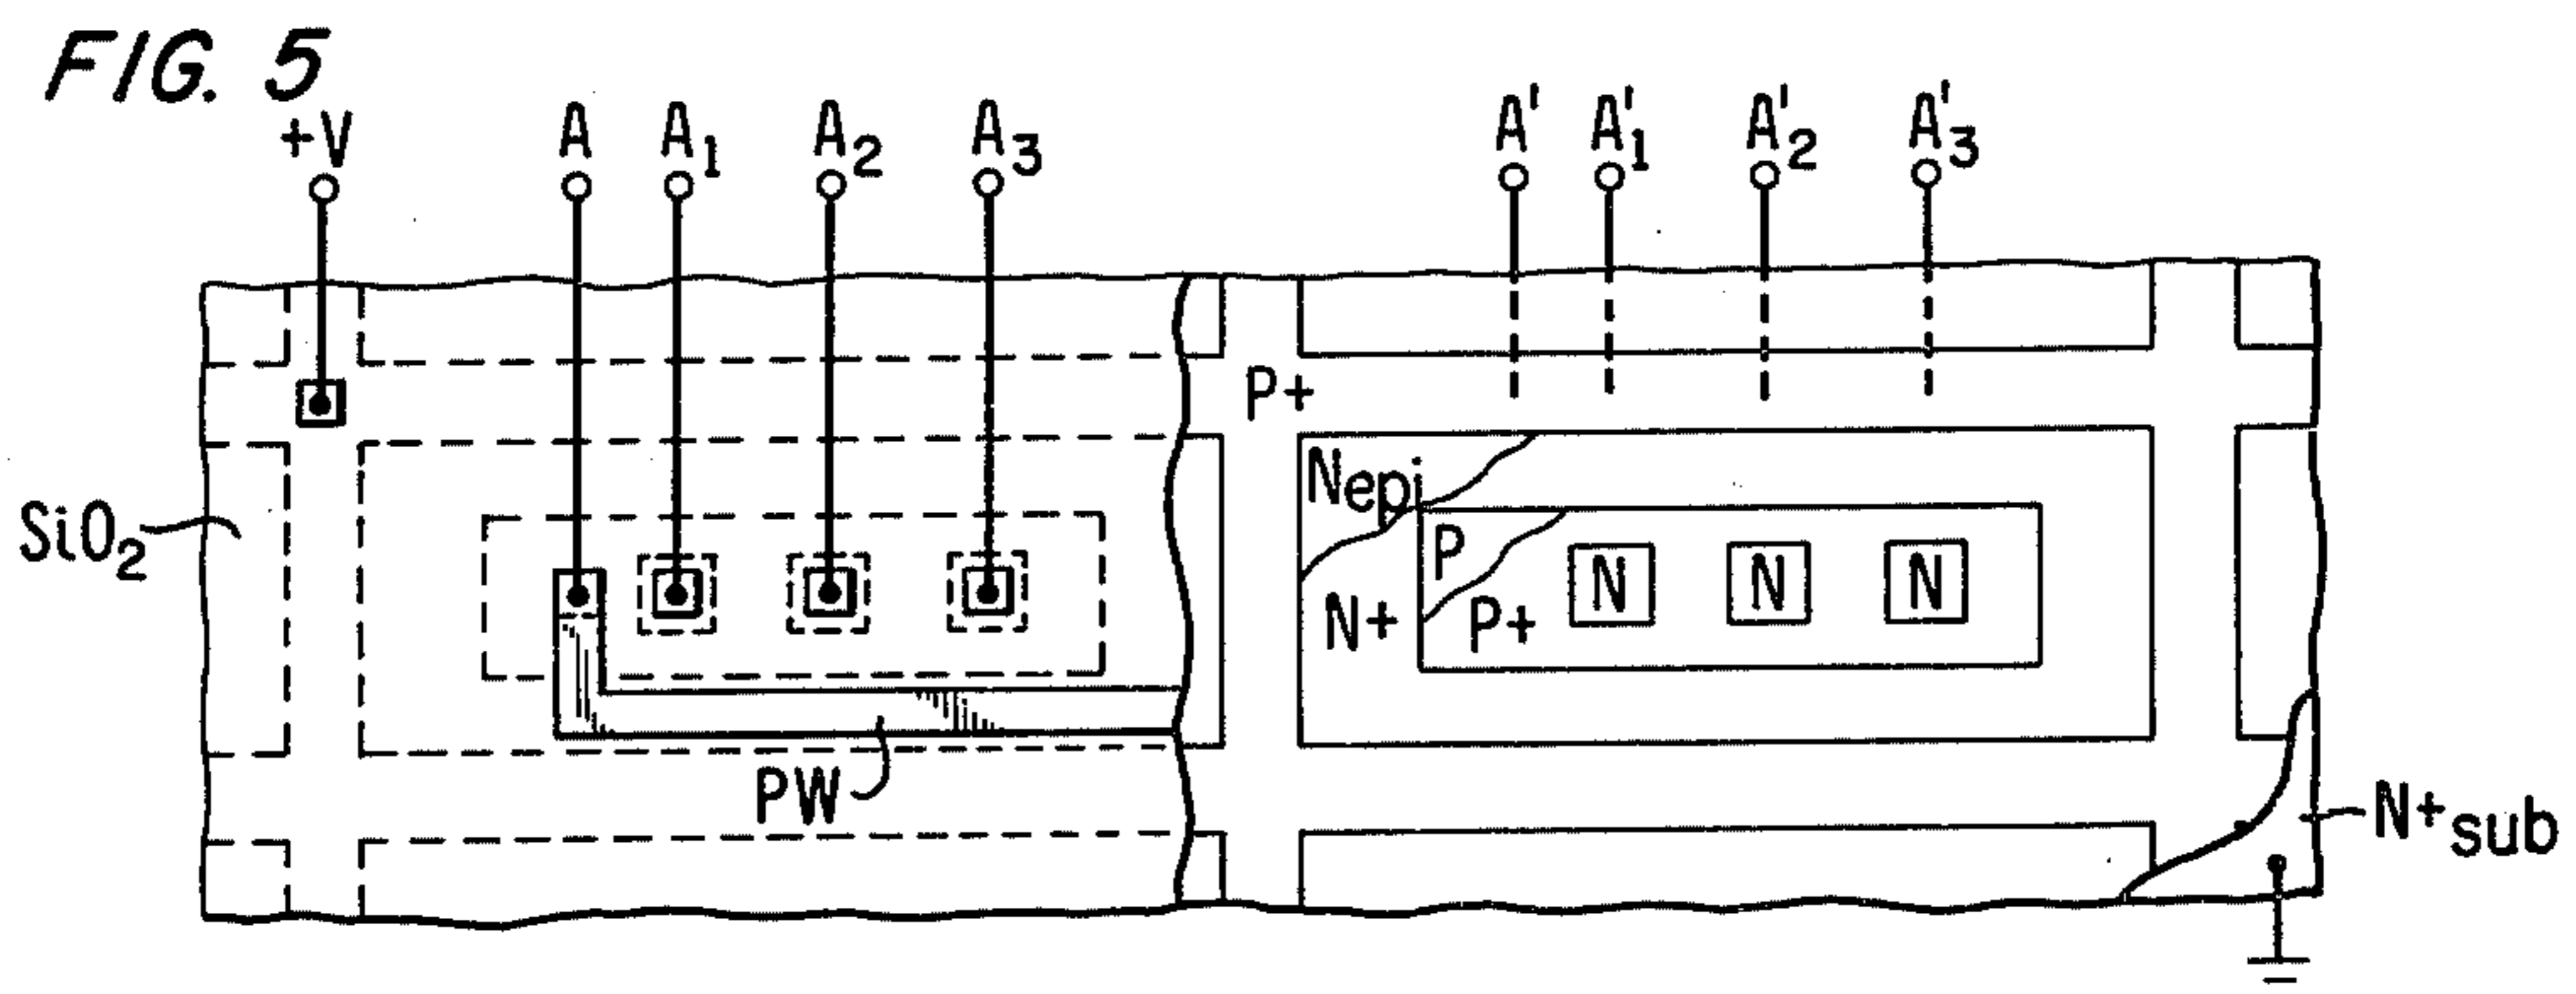 FIG. 5
+V A A1 A2 A3 A' A'1 A'2 A'3
P+
Nepi
SiO2 P N N N
N+ P+
PW N+sub